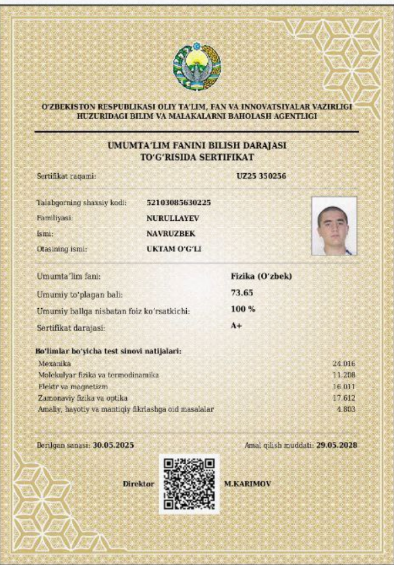 O'ZBEKISTON RESPUBLIKASI OLIY TA'LIM, FAN VA INNOVATSIYALAR VAZIRLIGI
HUZURIDAGI BILIM VA MALAKALARNI BAHOLASH AGENTLIGI
UMUMTA'LIM FANINI BILISH DARAJASI
TO'G'RISIDA SERTIFIKAT
Sertifikat raqami: UZ25 350256
Talabgorning shaxsiy kodi: 52103085630225
Familiyasi: NURULLAYEV
Ismi: NAVRUZBEK
Otasining ismi: UKTAM O'G'LI
Umumta'lim fani: Fizika (O'zbek)
Umumiy to'plagan bali: 73.65
Umumiy ballga nisbatan foiz ko'rsatkichi: 100 %
Sertifikat darajasi: A+
Bo'limlar bo'yicha test sinovi natijalari:
Mexanika 24.016
Molekulyar fizika va termodinamika 11.208
Elektr va magnetizm 16.011
Zamonaviy fizika va optika 17.612
Amaliy, hayotiy va mantiqiy fikrlashga oid masalalar 4.803
Berilgan sanasi: 30.05.2025 Amal qilish muddati: 29.05.2028
Direktor M.KARIMOV